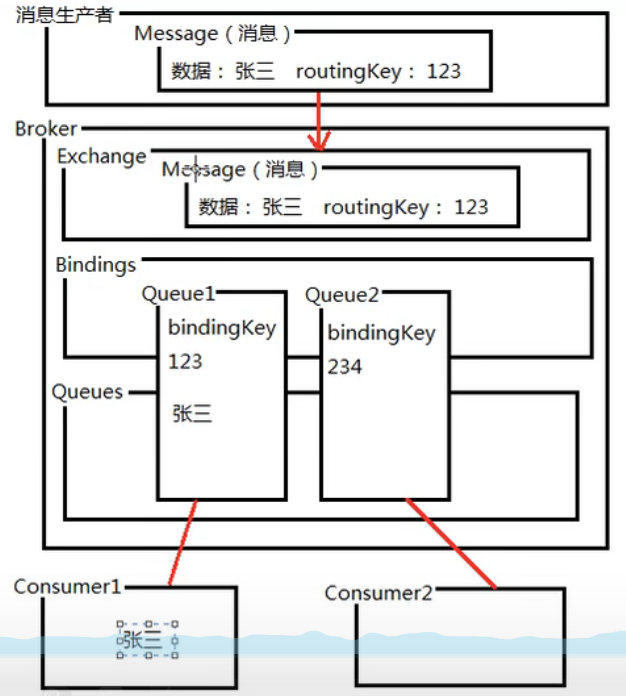 消息生产者
Message（消息）
数据： 张三 routingKey： 123
Broker
Exchange
Message（消息）
数据： 张三 routingKey： 123
Bindings
Queue1
Queue2
bindingKey
bindingKey
123
234
Queues
张三
Consumer1
Consumer2
张三